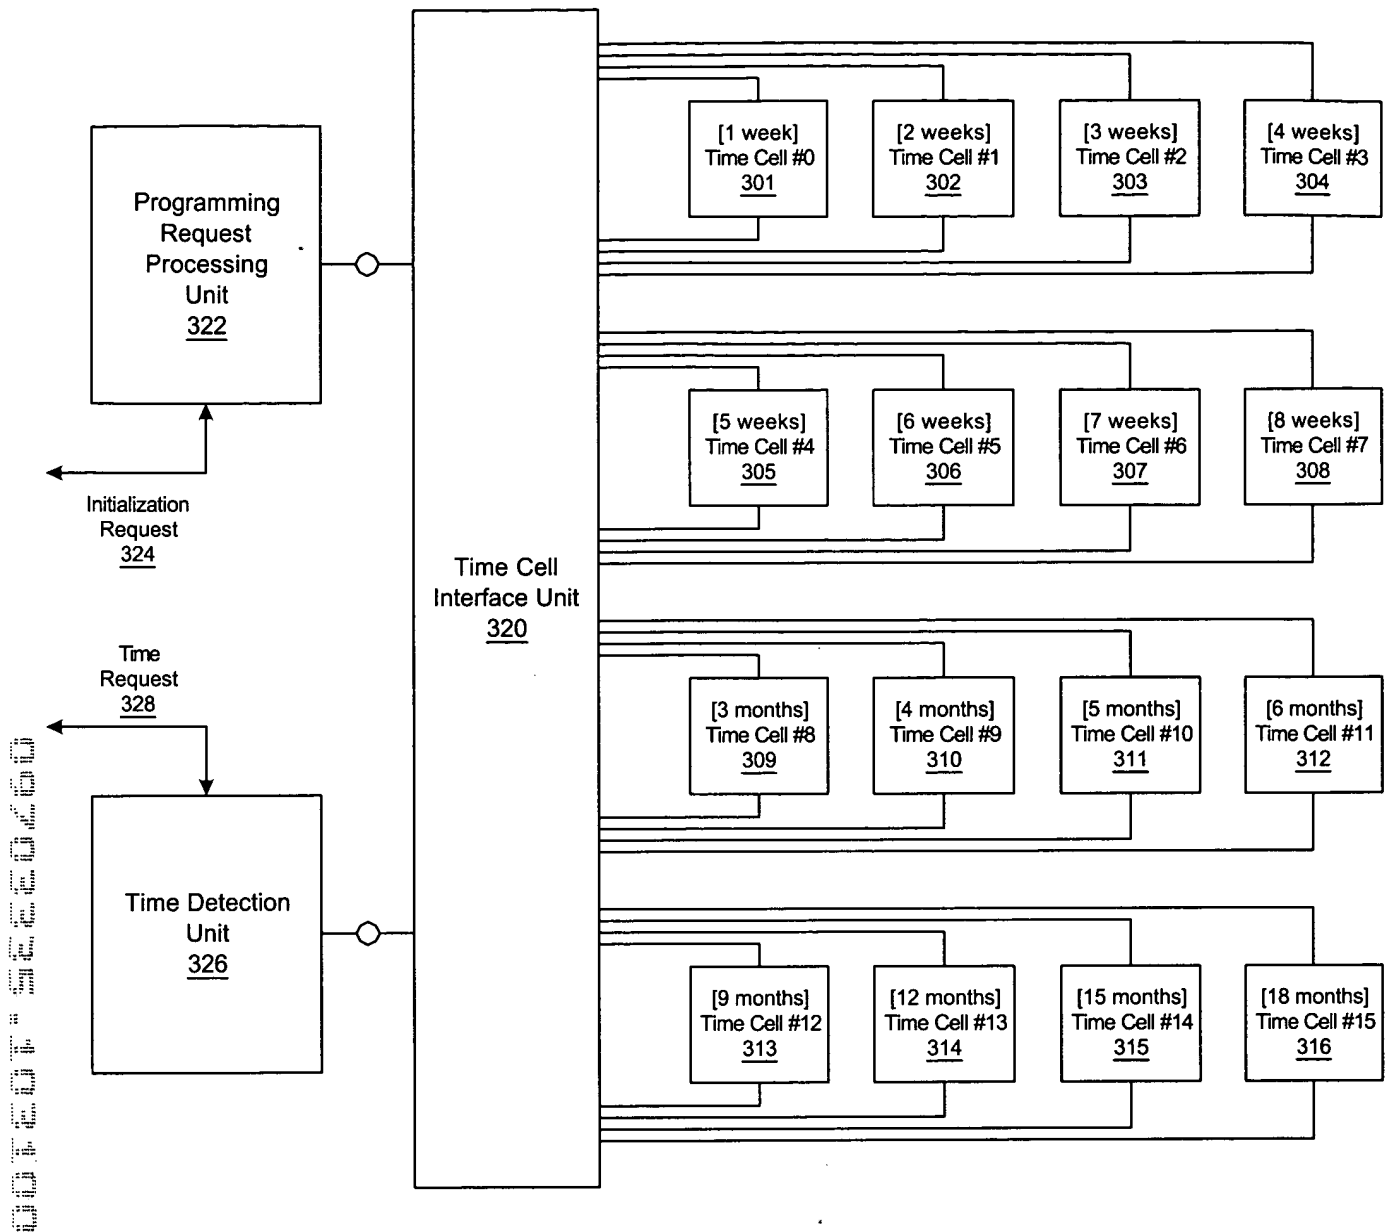 [1 week]
Time Cell #0
301
[2 weeks]
Time Cell #1
302
[3 weeks]
Time Cell #2
303
[4 weeks]
Time Cell #3
304
Programming
Request
Processing
Unit
322
Initialization
Request
324
[5 weeks]
Time Cell #4
305
[6 weeks]
Time Cell #5
306
[7 weeks]
Time Cell #6
307
[8 weeks]
Time Cell #7
308
Time Cell
Interface Unit
320
Time
Request
328
[3 months]
Time Cell #8
309
[4 months]
Time Cell #9
310
[5 months]
Time Cell #10
311
[6 months]
Time Cell #11
312
Time Detection
Unit
326
[9 months]
Time Cell #12
313
[12 months]
Time Cell #13
314
[15 months]
Time Cell #14
315
[18 months]
Time Cell #15
316